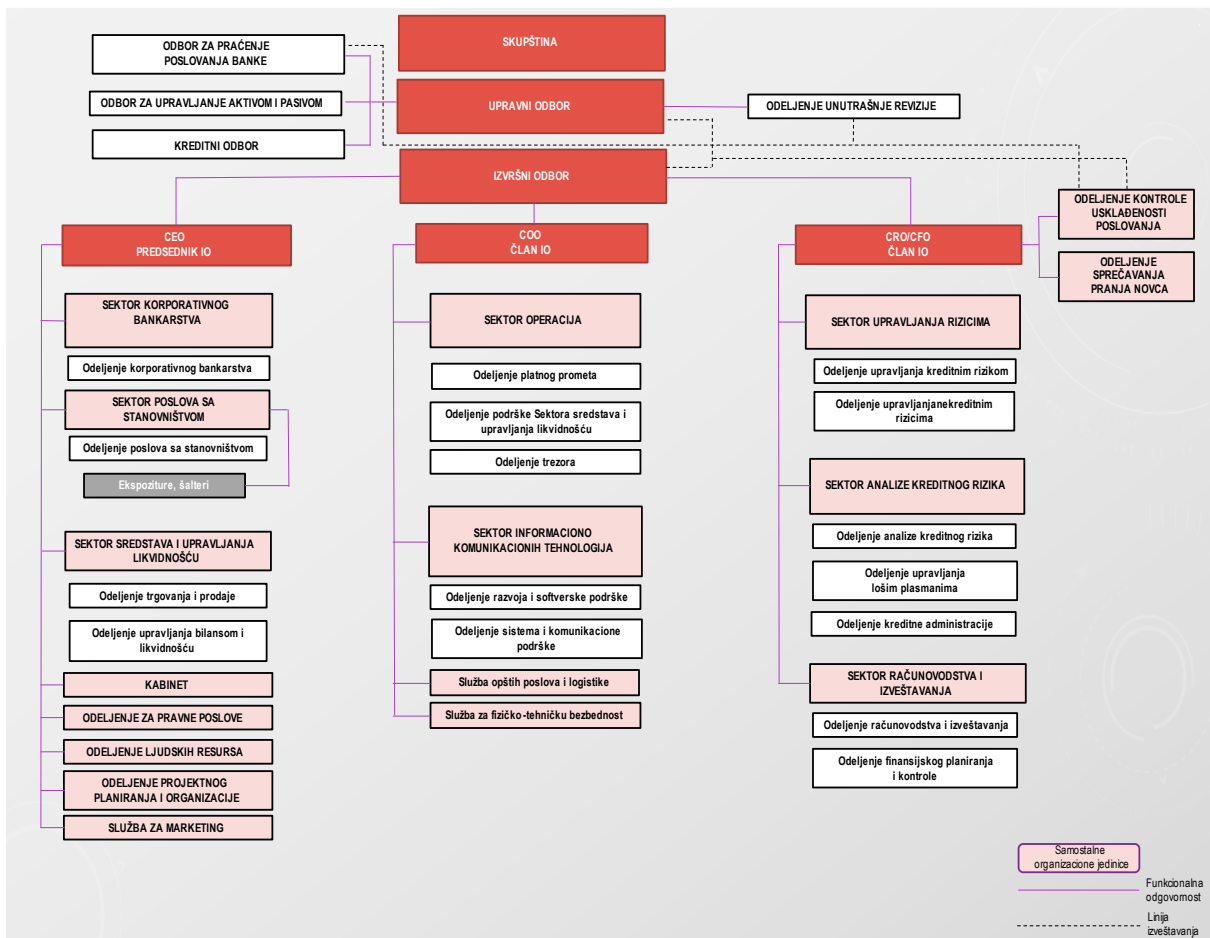 SKUPŠTINA
ODBOR ZA PRAĆENJE
POSLOVANJA BANKE
ODBOR ZA UPRAVLJANJE AKTIVOM I PASIVOM
KREDITNI ODBOR
UPRAVNI ODBOR
ODELJENJE UNUTRAŠNJE REVIZIJE
IZVRŠNI ODBOR
ODELJENJE KONTROLE
USKLAĐENOSTI
POSLOVANJA
ODELJENJE
SPREČAVANJA
PRANJA NOVCA
CEO
PREDSEDNIK IO
SEKTOR KORPORATIVNOG
BANKARSTVA
Odeljenje korporativnog bankarstva
SEKTOR POSLOVA SA
STANOVNIŠTVOM
Odeljenje poslova sa stanovništvom
Ekspoziture, šalteri
SEKTOR SREDSTAVA I UPRAVLJANJA
LIKVIDNOŠĆU
Odeljenje trgovanja i prodaje
Odeljenje upravljanja bilansom i
likvidnošću
KABINET
ODELJENJE ZA PRAVNE POSLOVE
ODELJENJE LJUDSKIH RESURSA
ODELJENJE PROJEKTNOG
PLANIRANJA I ORGANIZACIJE
SLUŽBA ZA MARKETING
COO
ČLAN IO
SEKTOR OPERACIJA
Odeljenje platnog prometa
Odeljenje podrške Sektora sredstava i
upravljanja likvidnošću
Odeljenje trezora
SEKTOR INFORMACIONO
KOMUNIKACIONIH TEHNOLOGIJA
Odeljenje razvoja i softverske podrške
Odeljenje sistema i komunikacione
podrške
Služba opštih poslova i logistike
Služba za fizičko-tehničku bezbednost
CRO/CFO
ČLAN IO
SEKTOR UPRAVLJANJA RIZICIMA
Odeljenje upravljanja kreditnim rizikom
Odeljenje upravljanjanekreditnim
rizicima
SEKTOR ANALIZE KREDITNOG RIZIKA
Odeljenje analize kreditnog rizika
Odeljenje upravljanja
lošim plasmanima
Odeljenje kreditne administracije
SEKTOR RAČUNOVODSTVA I
IZVEŠTAVANJA
Odeljenje računovodstva i izveštavanja
Odeljenje finansijskog planiranja
i kontrole
Samostalne
organizacione jedinice
Funkcionalna
odgovornost
Linija
izveštavanja